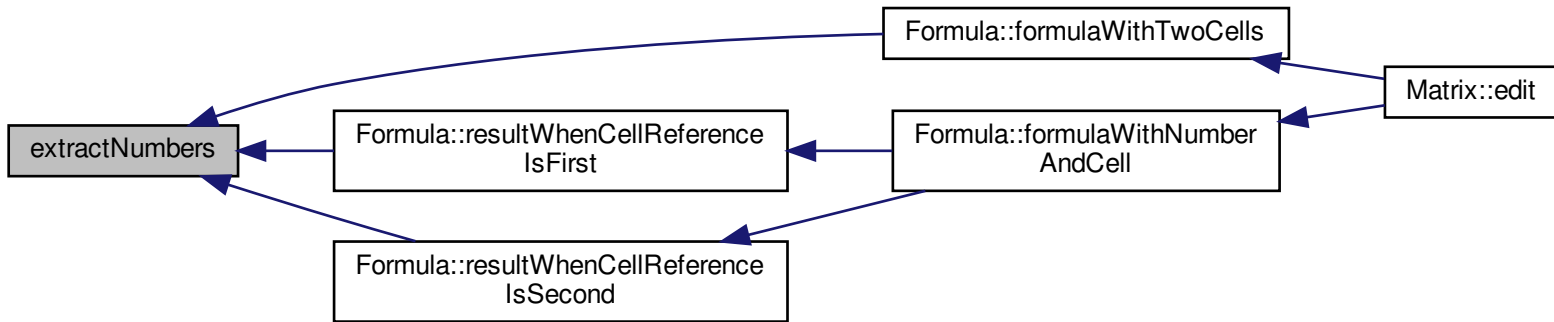 Formula::formulaWithTwoCells
Matrix::edit
extractNumbers
Formula::resultWhenCellReference
IsFirst
Formula::formulaWithNumber
AndCell
Formula::resultWhenCellReference
IsSecond